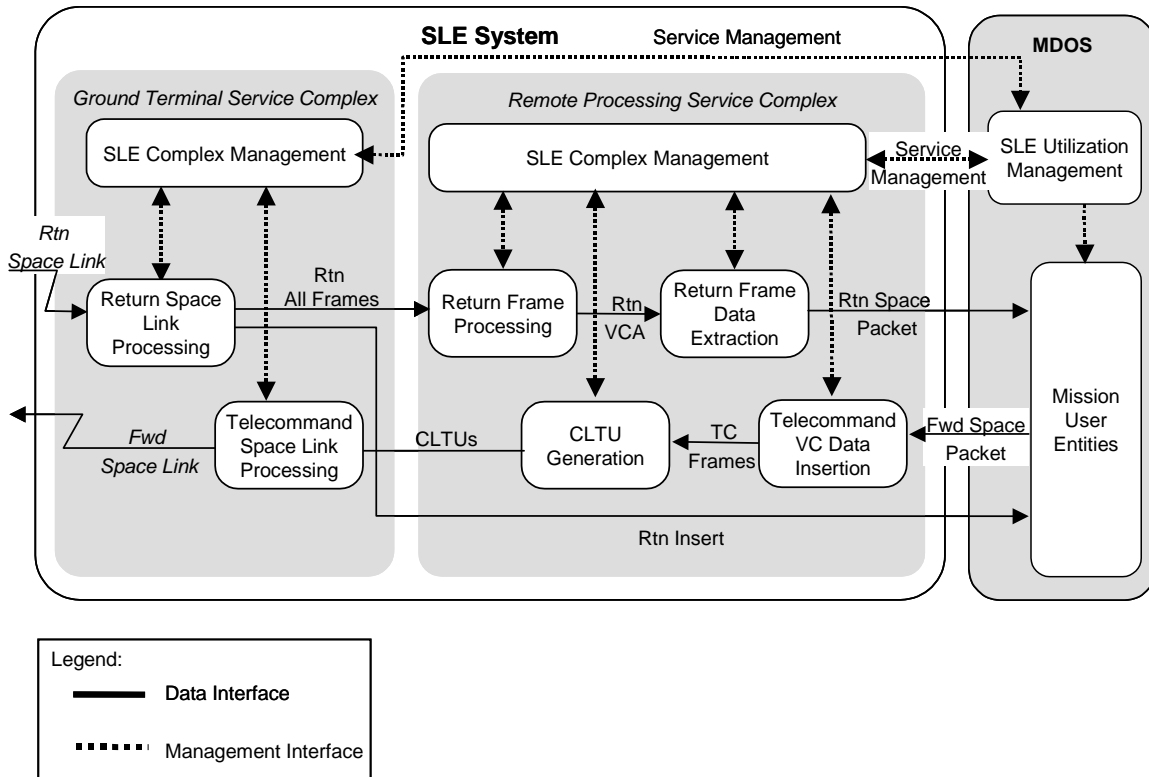 SLE System
Service Management
MDOS
Ground Terminal Service Complex
Remote Processing Service Complex
SLE Complex Management
SLE Complex Management
Service
Management
SLE Utilization
Management
Rtn
Space Link
Return Space
Link
Processing
Rtn
All Frames
Return Frame
Processing
Rtn
VCA
Return Frame
Data
Extraction
Rtn Space
Packet
Mission
User
Entities
Fwd
Space Link
Telecommand
Space Link
Processing
CLTUs
CLTU
Generation
TC
Frames
Telecommand
VC Data
Insertion
Fwd Space
Packet
Rtn Insert
Legend:
Data Interface
Management Interface